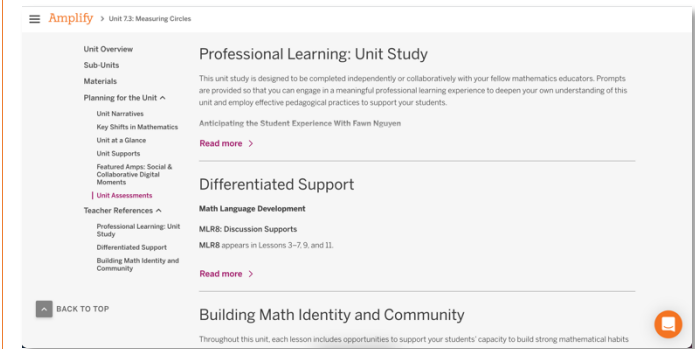 Amplify > Unit 7.3: Measuring Circles
Unit Overview
Sub-Units
Materials
Planning for the Unit
Unit Narratives
Key Shifts in Mathematics
Unit at a Glance
Unit Supports
Featured Amps: Social &
Collaborative Digital
Moments
Unit Assessments
Teacher References
Professional Learning: Unit
Study
Differentiated Support
Building Math Identity and
Community
BACK TO TOP
Professional Learning: Unit Study
This unit study is designed to be completed independently or collaboratively with your fellow mathematics educators. Prompts
are provided so that you can engage in a meaningful professional learning experience to deepen your own understanding of this
unit and employ effective pedagogical practices to support your students.
Anticipating the Student Experience With Fawn Nguyen
Read more >
Differentiated Support
Math Language Development
MLR8: Discussion Supports
MLR8 appears in Lessons 3–7, 9, and 11.
Read more >
Building Math Identity and Community
Throughout this unit, each lesson includes opportunities to support your students' capacity to build strong mathematical habits